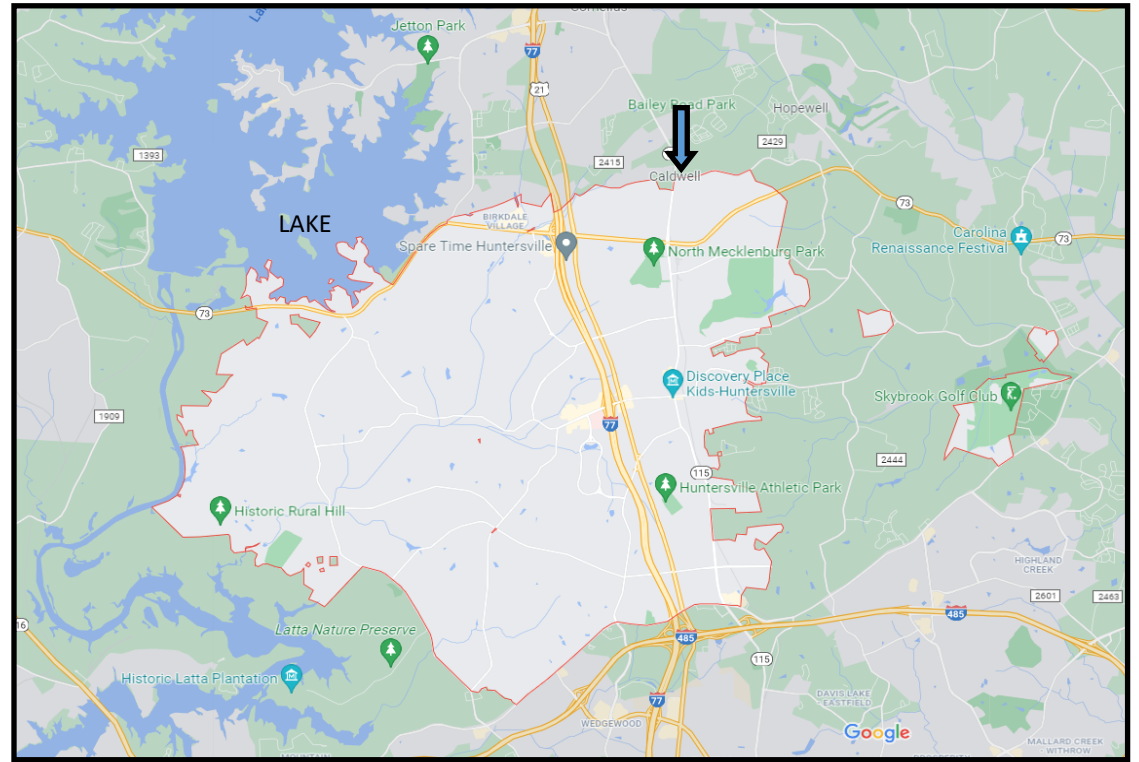 Cornelius
Jetton Park
77
21
Bailey Road Park
Hopewell
1393
2415
2429
Caldwell
LAKE
BIRKDALE
VILLAGE
73
Spare Time Huntersville
North Mecklenburg Park
Carolina
Renaissance Festival
73
73
Discovery Place
Kids-Huntersville
Skybrook Golf Club
1909
77
2444
115
Huntersville Athletic Park
Historic Rural Hill
HIGHLAND
CREEK
2601
2463
485
16
Latta Nature Preserve
485
115
Historic Latta Plantation
77
DAVIS LAKE
EASTFIELD
WEDGEWOOD
Google
MALLARD CREEK
- WITHROW
MOUNTAIN